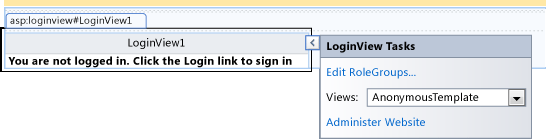 asp:loginview#LoginView1
LoginView1
You are not logged in. Click the Login link to sign in
LoginView Tasks
Edit RoleGroups...
Views: AnonymousTemplate
Administer Website